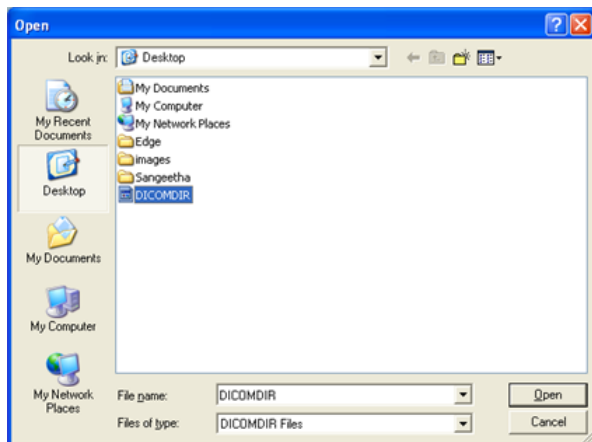 Open
Look in:
Desktop
My Documents
My Computer
My Network Places
Edge
images
Sangeetha
DICOMDIR
My Recent
Documents
Desktop
My Documents
My Computer
My Network
Places
File name:
DICOMDIR
Open
Files of type:
DICOMDIR Files
Cancel